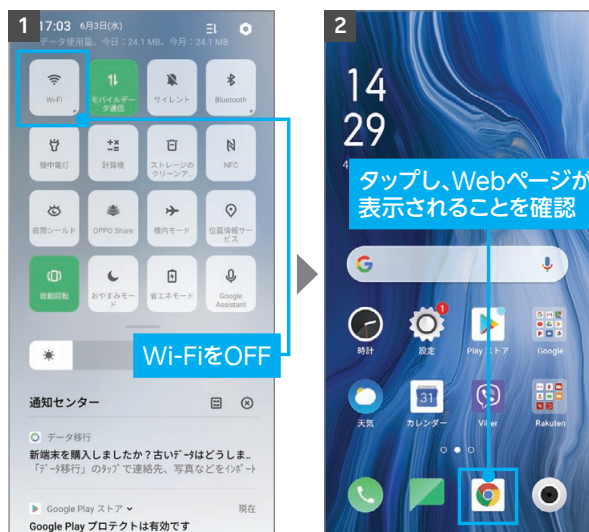 1
17:03 6月3日(水)
データ使用量、今日：24.1 MB、今月：24.1 MB
Wi-Fi
モバイルデー
タ通信
サイレント
Bluetooth
懐中電灯
計算機
ストレージの
クリーンア...
NFC
夜間シールド
OPPO Share
機内モード
位置情報サー
ビス
自動回転
おやすみモー
ド
省エネモード
Google
Assistant
Wi-FiをOFF
通知センター
データ移行
新端末を購入しましたか？古いﾃﾞｰﾀはどうしま..
「ﾃﾞｰﾀ移行」のﾀｯﾌﾟで連絡先、写真などをｲﾝﾎﾟｰﾄ
Google Play ストア
現在
Google Play プロテクトは有効です
2
14
29
タップし、Webページが
表示されることを確認
G
時計
1
設定
Play ストア
Google
天気
31
カレンダー
Viber
Rakuten